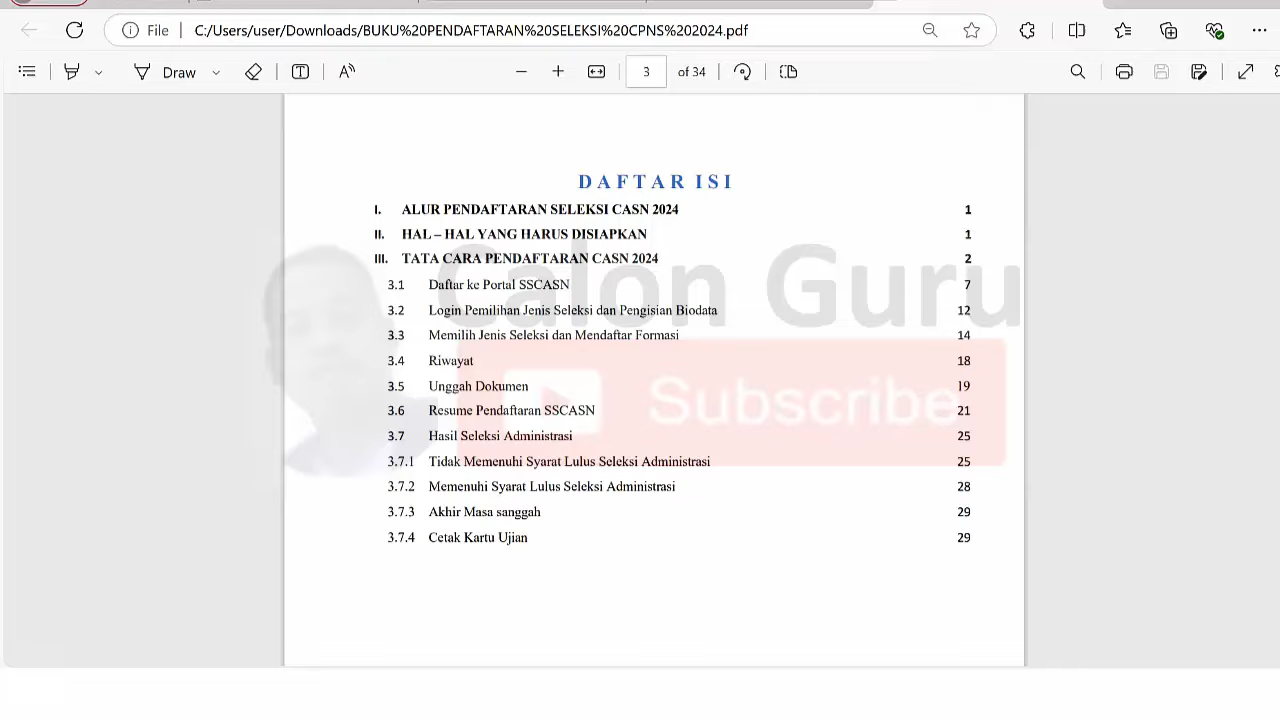 File
C:/Users/user/Downloads/BUKU%20PENDAFTARAN%20SELEKSI%20CPNS%202024.pdf
Draw
3 of 34
DAFTAR ISI
I. ALUR PENDAFTARAN SELEKSI CASN 2024 1
II. HAL – HAL YANG HARUS DISIAPKAN 1
III. TATA CARA PENDAFTARAN CASN 2024 2
3.1 Daftar ke Portal SSCASN 7
3.2 Login Pemilihan Jenis Seleksi dan Pengisian Biodata 12
3.3 Memilih Jenis Seleksi dan Mendaftar Formasi 14
3.4 Riwayat 18
3.5 Unggah Dokumen 19
3.6 Resume Pendaftaran SSCASN 21
3.7 Hasil Seleksi Administrasi 25
3.7.1 Tidak Memenuhi Syarat Lulus Seleksi Administrasi 25
3.7.2 Memenuhi Syarat Lulus Seleksi Administrasi 28
3.7.3 Akhir Masa sanggah 29
3.7.4 Cetak Kartu Ujian 29
Calon Guru
Subscribe